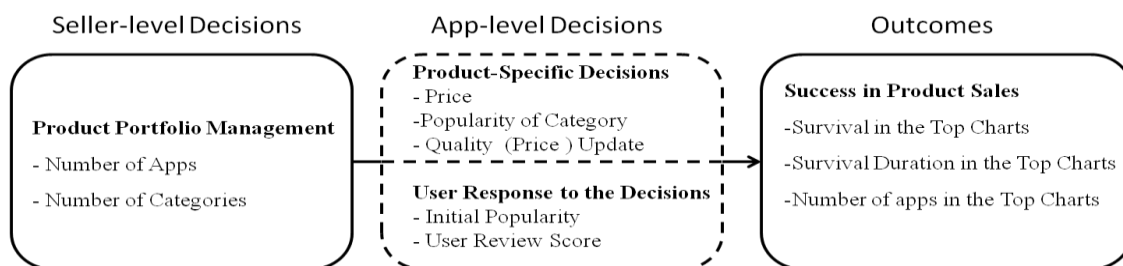 Seller-level Decisions
App-level Decisions
Outcomes
Product Portfolio Management
- Number of Apps
- Number of Categories
Product-Specific Decisions
- Price
-Popularity of Category
- Quality (Price ) Update
User Response to the Decisions
- Initial Popularity
- User Review Score
Success in Product Sales
-Survival in the Top Charts
-Survival Duration in the Top Charts
-Number of apps in the Top Charts